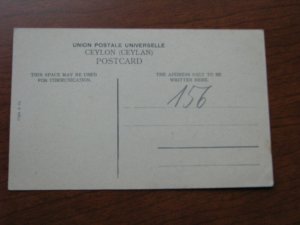 UNION POSTALE UNIVERSELLE
CEYLON (CEYLAN)
POSTCARD
THIS SPACE MAY BE USED
FOR COMMUNICATION.
THE ADDRESS ONLY TO BE
WRITTEN HERE.
156